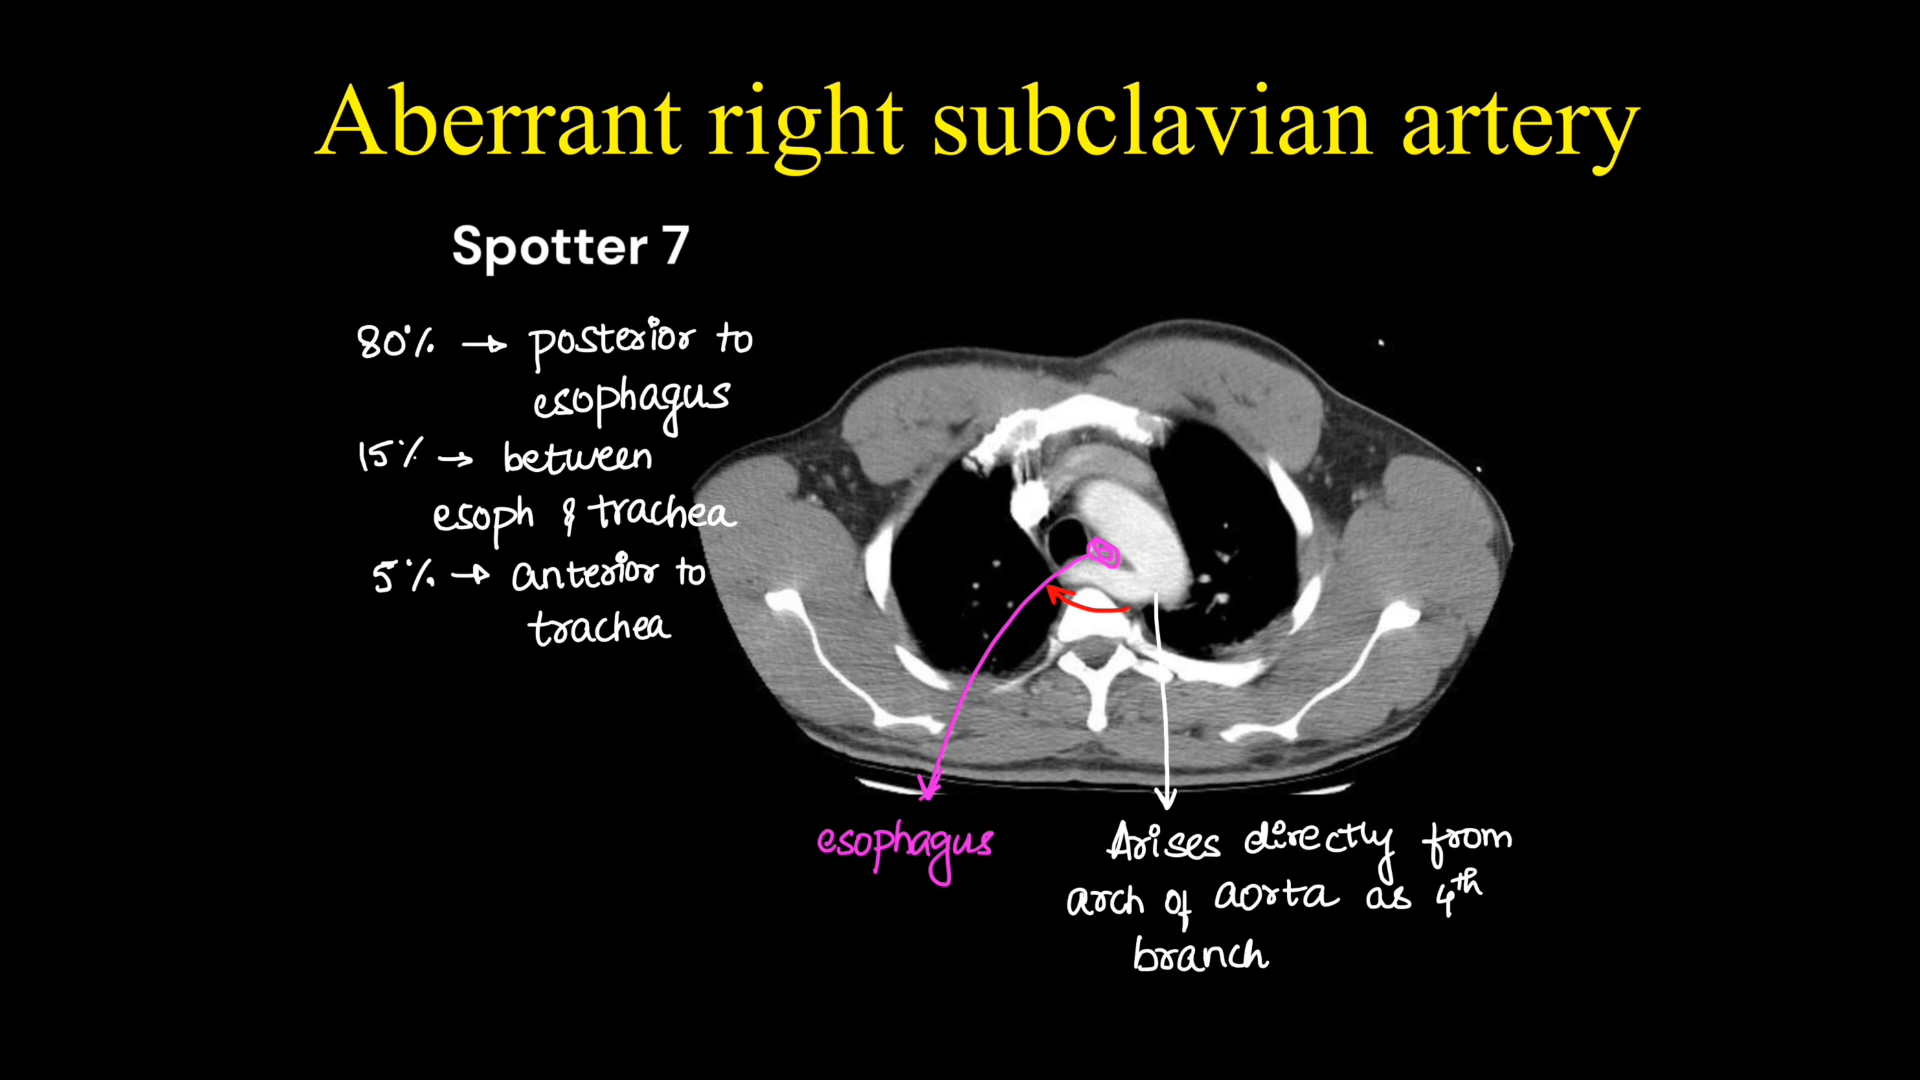 Aberrant right subclavian artery
Spotter 7
80% → posterior to
esophagus
15% → between
esoph & trachea
5% → anterior to
trachea
esophagus
Arises directly from
arch of aorta as 4th
branch